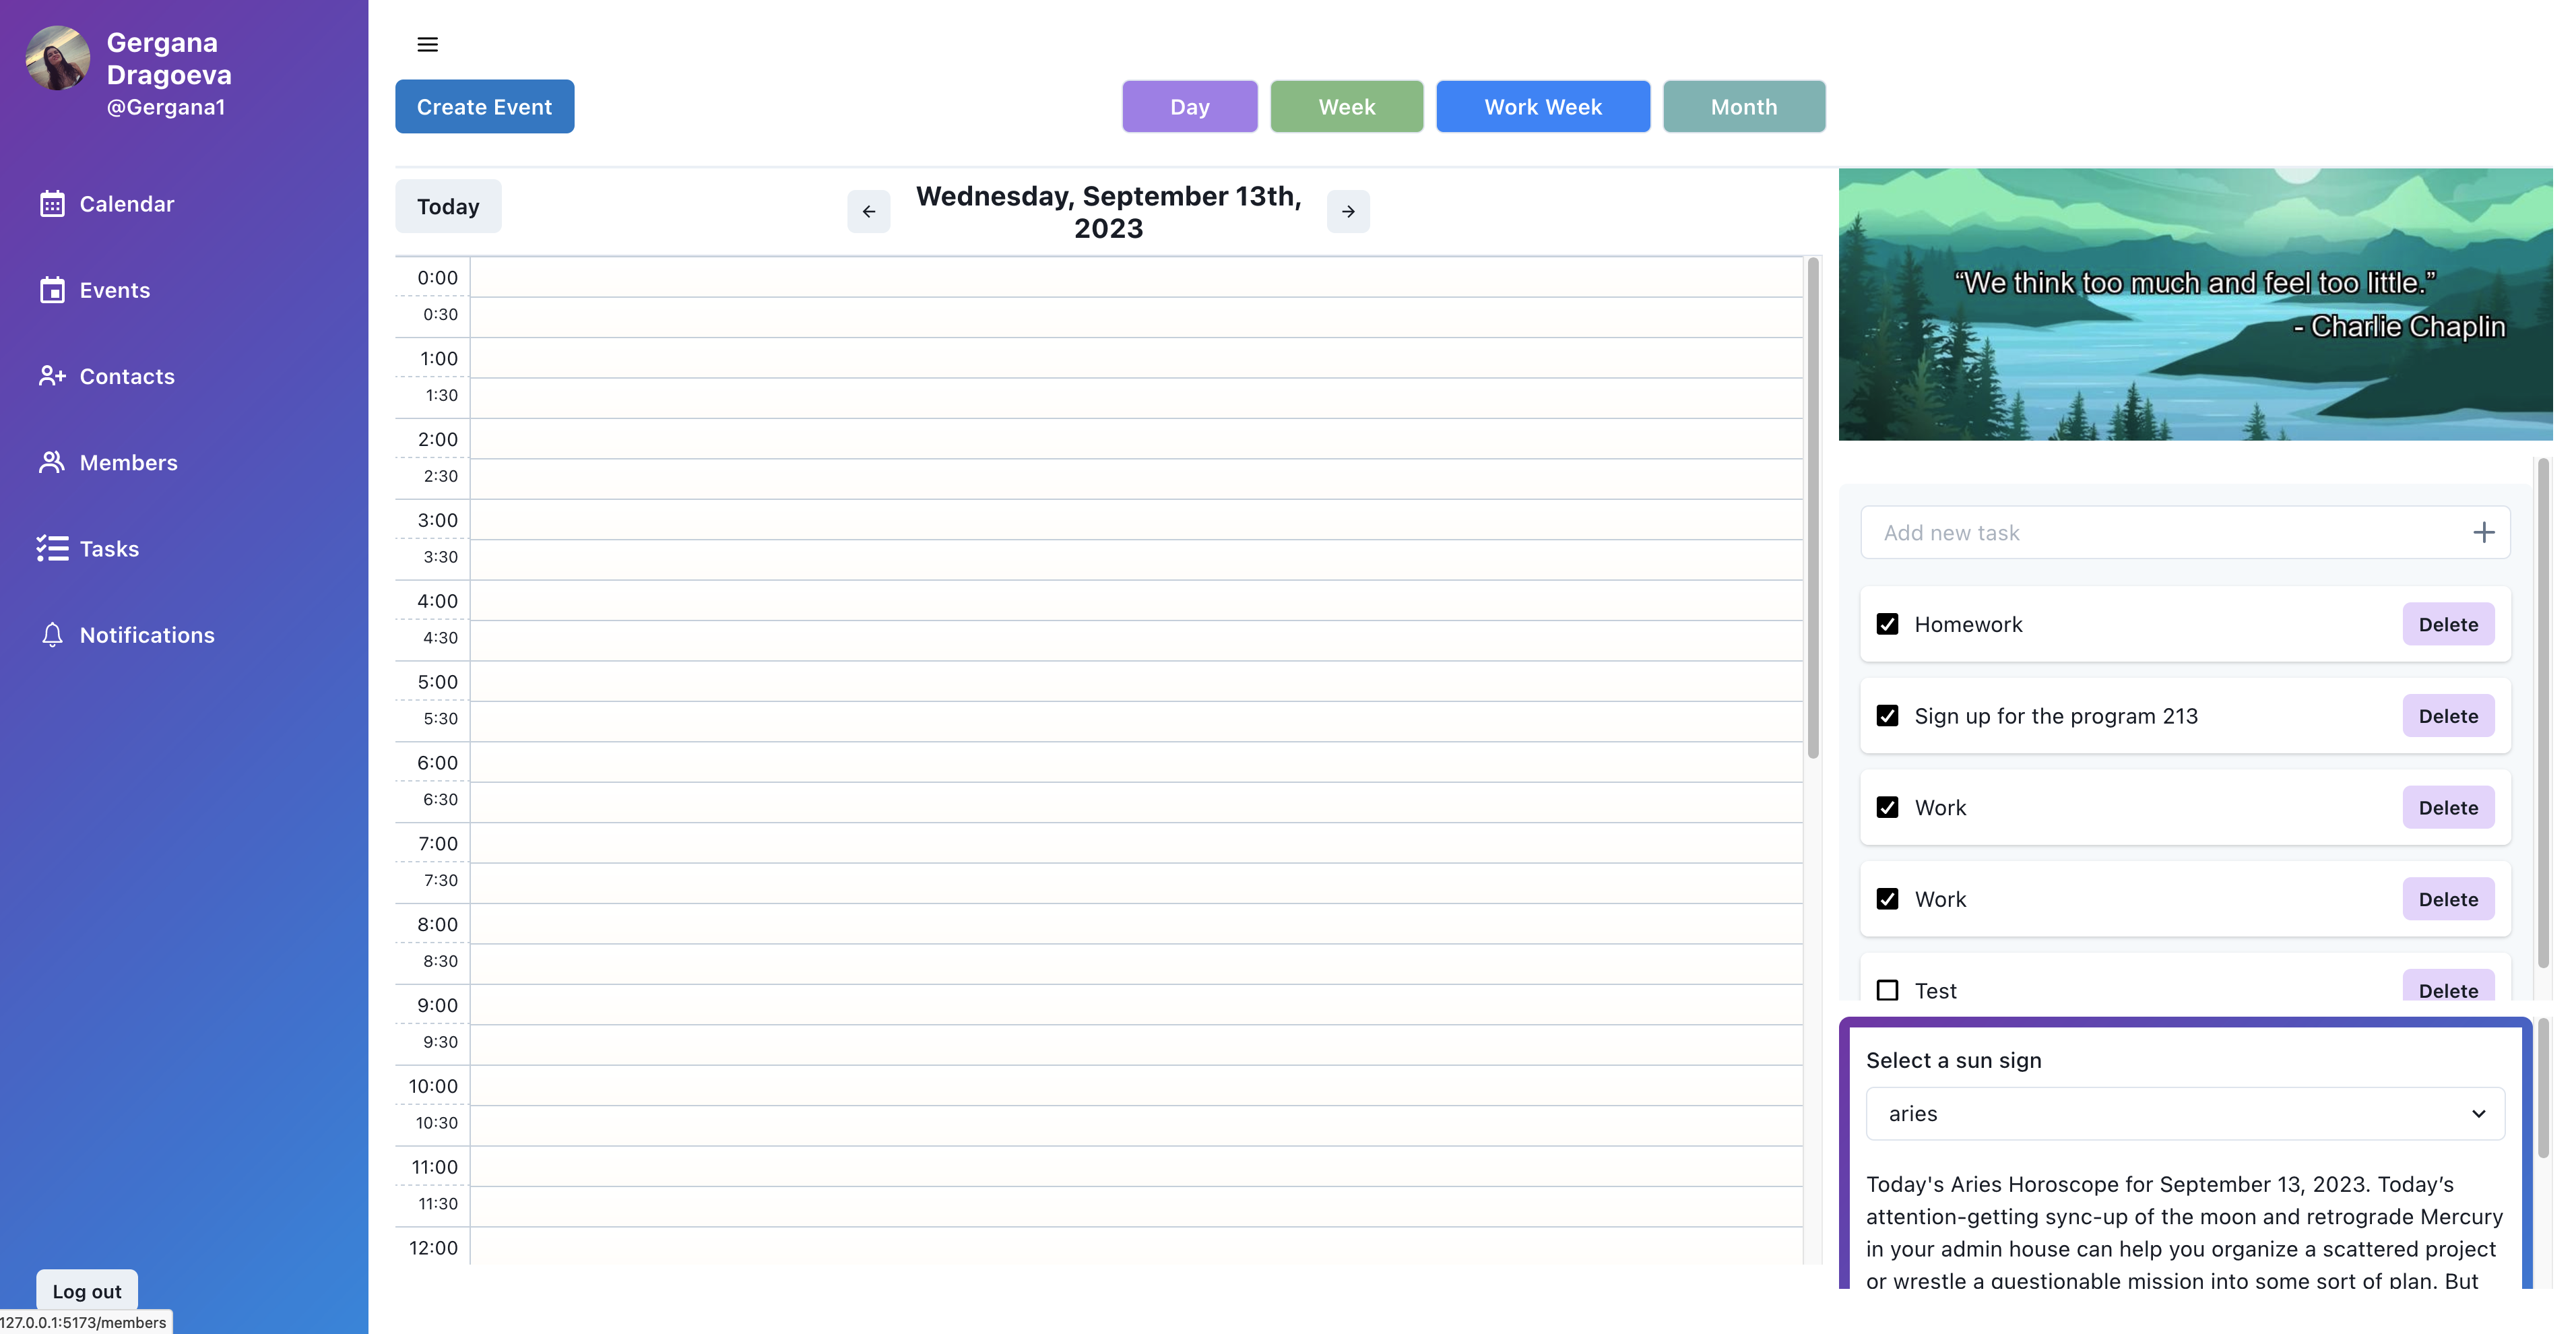 Gergana
Dragoeva
@Gergana1
Calendar
Events
Contacts
Members
Tasks
Notifications
Log out
127.0.0.1:5173/members
Create Event
Day
Week
Work Week
Month
Today
Wednesday, September 13th,
2023
0:00
0:30
1:00
1:30
2:00
2:30
3:00
3:30
4:00
4:30
5:00
5:30
6:00
6:30
7:00
7:30
8:00
8:30
9:00
9:30
10:00
10:30
11:00
11:30
12:00
“We think too much and feel too little.”
- Charlie Chaplin
Add new task
Homework Delete
Sign up for the program 213 Delete
Work Delete
Work Delete
Test Delete
Select a sun sign
aries
Today's Aries Horoscope for September 13, 2023. Today’s
attention-getting sync-up of the moon and retrograde Mercury
in your admin house can help you organize a scattered project
or wrestle a questionable mission into some sort of plan. But